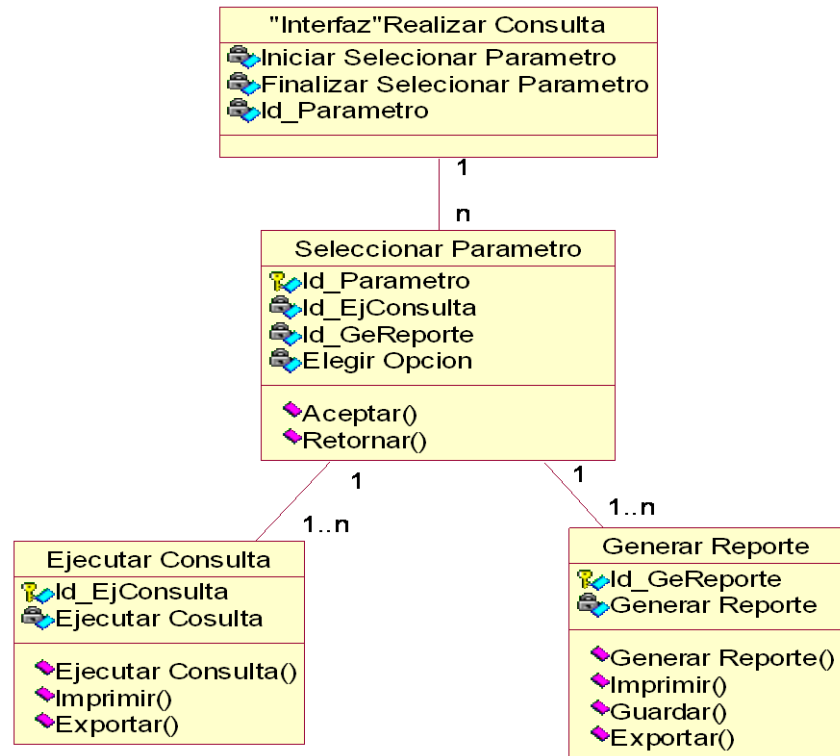 "Interfaz"Realizar Consulta
Iniciar Selecionar Parametro
Finalizar Selecionar Parametro
Id_Parametro
1
n
Seleccionar Parametro
Id_Parametro
Id_EjConsulta
Id_GeReporte
Elegir Opcion
Aceptar()
Retornar()
1
1..n
1
1..n
Ejecutar Consulta
Id_EjConsulta
Ejecutar Cosulta
Ejecutar Consulta()
Imprimir()
Exportar()
Generar Reporte
Id_GeReporte
Generar Reporte
Generar Reporte()
Imprimir()
Guardar()
Exportar()